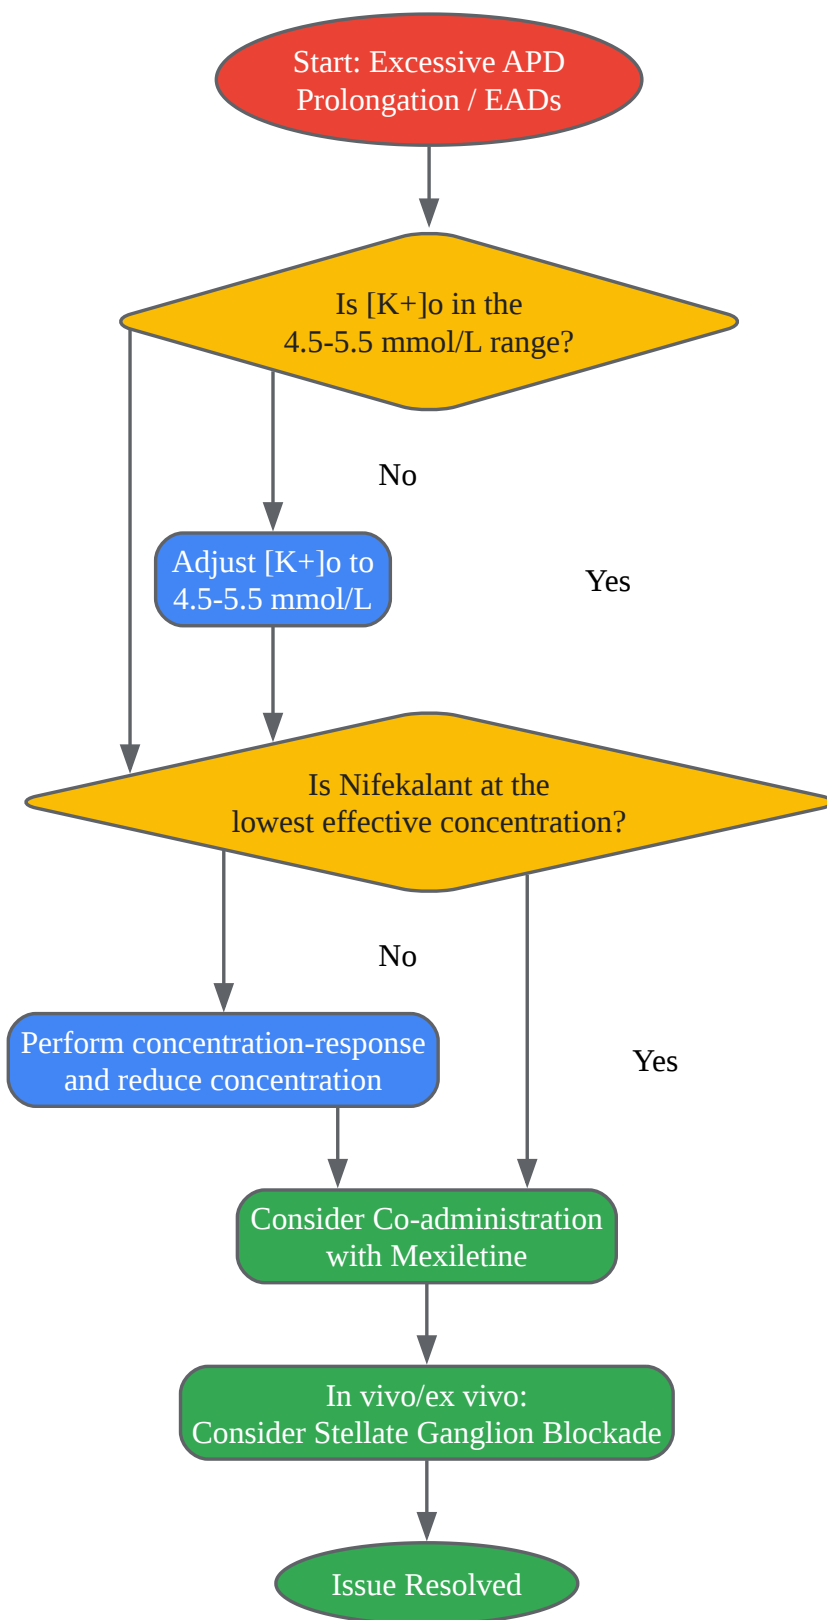 Start: Excessive APD
Prolongation / EADs
Is [K+]o in the
4.5-5.5 mmol/L range?
No
Adjust [K+]o to
4.5-5.5 mmol/L
Yes
Is Nifekalant at the
lowest effective concentration?
No
Perform concentration-response
and reduce concentration
Yes
Consider Co-administration
with Mexiletine
In vivo/ex vivo:
Consider Stellate Ganglion Blockade
Issue Resolved